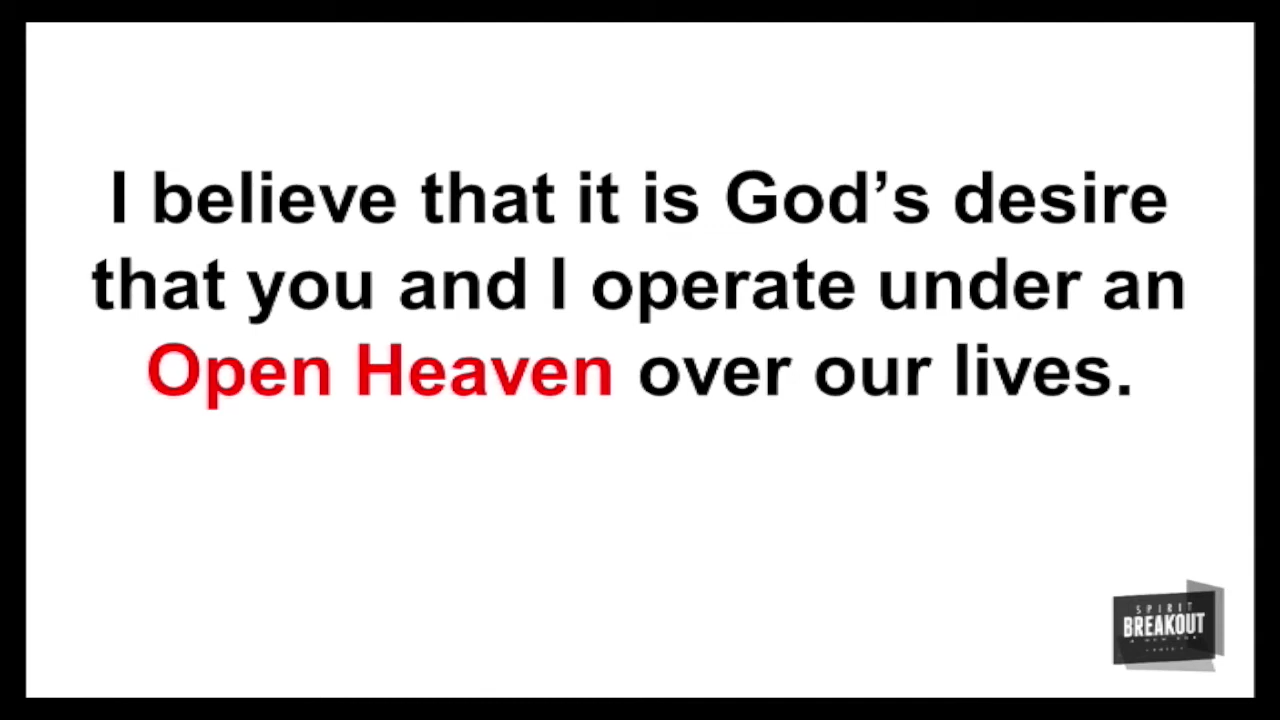 I believe that it is God’s desire
that you and I operate under an
Open Heaven over our lives.
SPIRIT
BREAKOUT